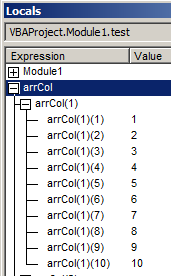 Locals
VBAProject.Module1.test
Expression Value
Module1
arrCol
arrCol(1)
arrCol(1)(1) 1
arrCol(1)(2) 2
arrCol(1)(3) 3
arrCol(1)(4) 4
arrCol(1)(5) 5
arrCol(1)(6) 6
arrCol(1)(7) 7
arrCol(1)(8) 8
arrCol(1)(9) 9
arrCol(1)(10) 10